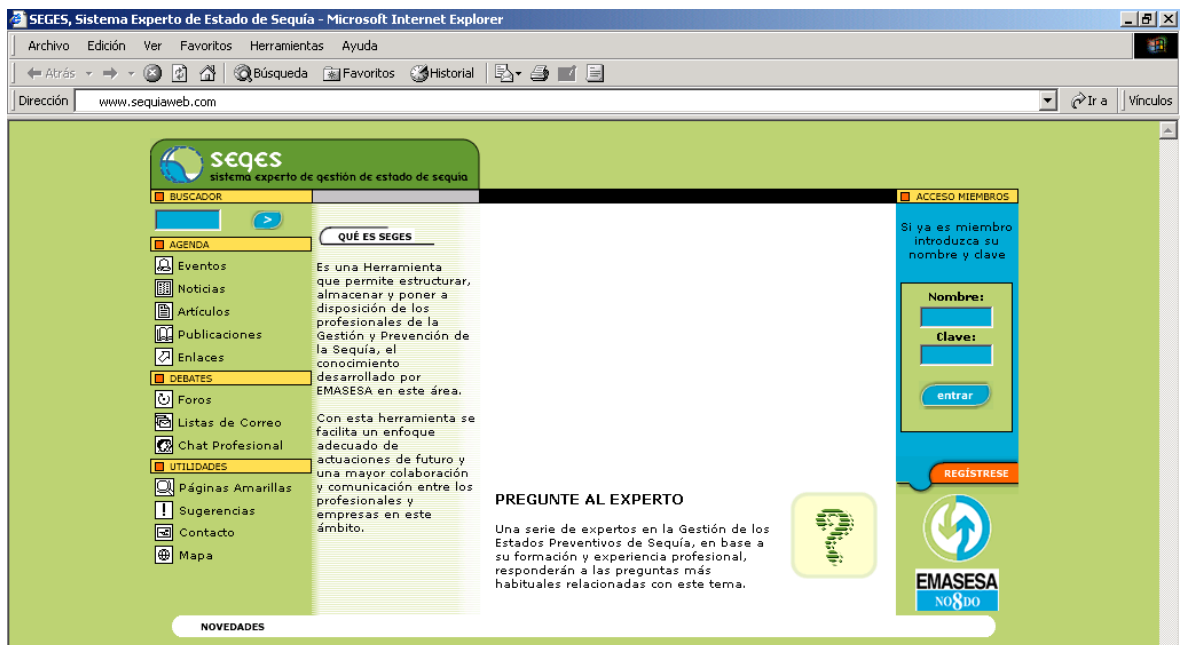 SEGES, Sistema Experto de Estado de Sequía - Microsoft Internet Explorer
Archivo Edición Ver Favoritos Herramientas Ayuda
Atrás Búsqueda Favoritos Historial
Dirección www.sequiaweb.com Ir a Vínculos
seges
sistema experto de gestión de estado de sequía
BUSCADOR
>
AGENDA
Eventos
Noticias
Artículos
Publicaciones
Enlaces
DEBATES
Foros
Listas de Correo
Chat Profesional
UTILIDADES
Páginas Amarillas
Sugerencias
Contacto
Mapa
QUÉ ES SEGES
Es una Herramienta
que permite estructurar,
almacenar y poner a
disposición de los
profesionales de la
Gestión y Prevención de
la Sequía, el
conocimiento
desarrollado por
EMASESA en este área.
Con esta herramienta se
facilita un enfoque
adecuado de
actuaciones de futuro y
una mayor colaboración
y comunicación entre los
profesionales y
empresas en este
ámbito.
PREGUNTE AL EXPERTO
Una serie de expertos en la Gestión de los
Estados Preventivos de Sequía, en base a
su formación y experiencia profesional,
responderán a las preguntas más
habituales relacionadas con este tema.
?
ACCESO MIEMBROS
Si ya es miembro
introduzca su
nombre y clave
Nombre:
Clave:
entrar
REGÍSTRESE
EMASESA
NO8DO
NOVEDADES